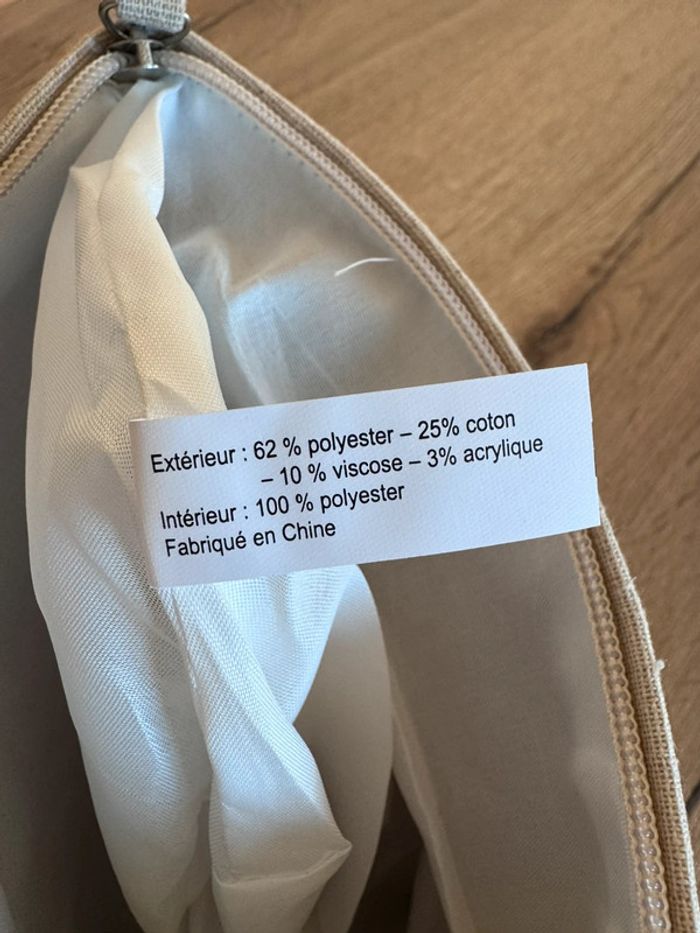 Extérieur : 62 % polyester – 25% coton
– 10 % viscose – 3% acrylique
Intérieur : 100 % polyester
Fabriqué en Chine